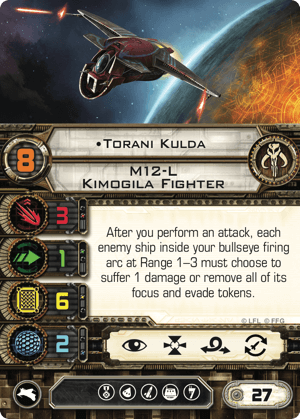 •Torani Kulda
8
M12-L
Kimogila Fighter
3
1
6
2
After you perform an attack, each
enemy ship inside your bullseye firing
arc at Range 1–3 must choose to
suffer 1 damage or remove all of its
focus and evade tokens.
© LFL © FFG
27